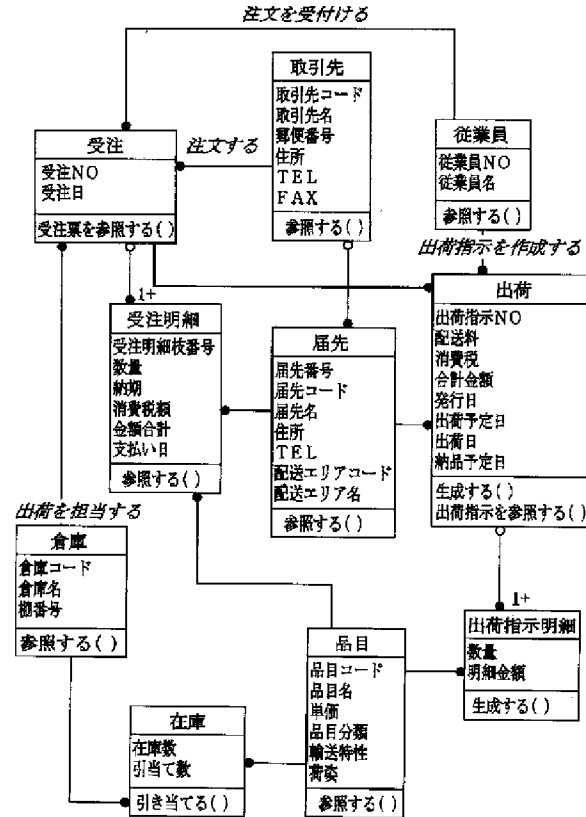 注文を受付ける
取引先
取引先コード
取引先名
郵便番号
住所
TEL
FAX
参照する()
受注
受注NO
受注日
受注票を参照する()
注文する
従業員
従業員NO
従業員名
参照する()
出荷指示を作成する
1+
受注明細
受注明細枝番号
数量
納期
消費税額
金額合計
支払い日
参照する()
届先
届先番号
届先コード
届先名
住所
TEL
配送エリアコード
配送エリア名
参照する()
出荷
出荷指示NO
配送料
消費税
合計金額
発行日
出荷予定日
出荷日
納品予定日
生成する()
出荷指示を参照する()
出荷を担当する
倉庫
倉庫コード
倉庫名
棚番号
参照する()
1+
出荷指示明細
数量
明細金額
生成する()
品目
品目コード
品目名
単価
品目分類
輸送特性
荷姿
参照する()
在庫
在庫数
引当て数
引き当てる()